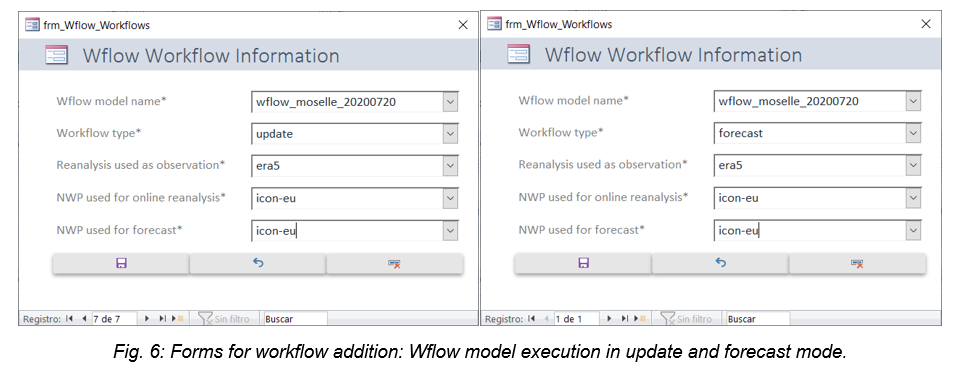 frm_Wflow_Workflows
Wflow Workflow Information
Wflow model name* wflow_moselle_20200720
Workflow type* update
Reanalysis used as observation* era5
NWP used for online reanalysis* icon-eu
NWP used for forecast* icon-eu
Registro: 7 de 7 Sin filtro Buscar
frm_Wflow_Workflows
Wflow Workflow Information
Wflow model name* wflow_moselle_20200720
Workflow type* forecast
Reanalysis used as observation* era5
NWP used for online reanalysis* icon-eu
NWP used for forecast* icon-eu
Registro: 1 de 1 Sin filtro Buscar
Fig. 6: Forms for workflow addition: Wflow model execution in update and forecast mode.